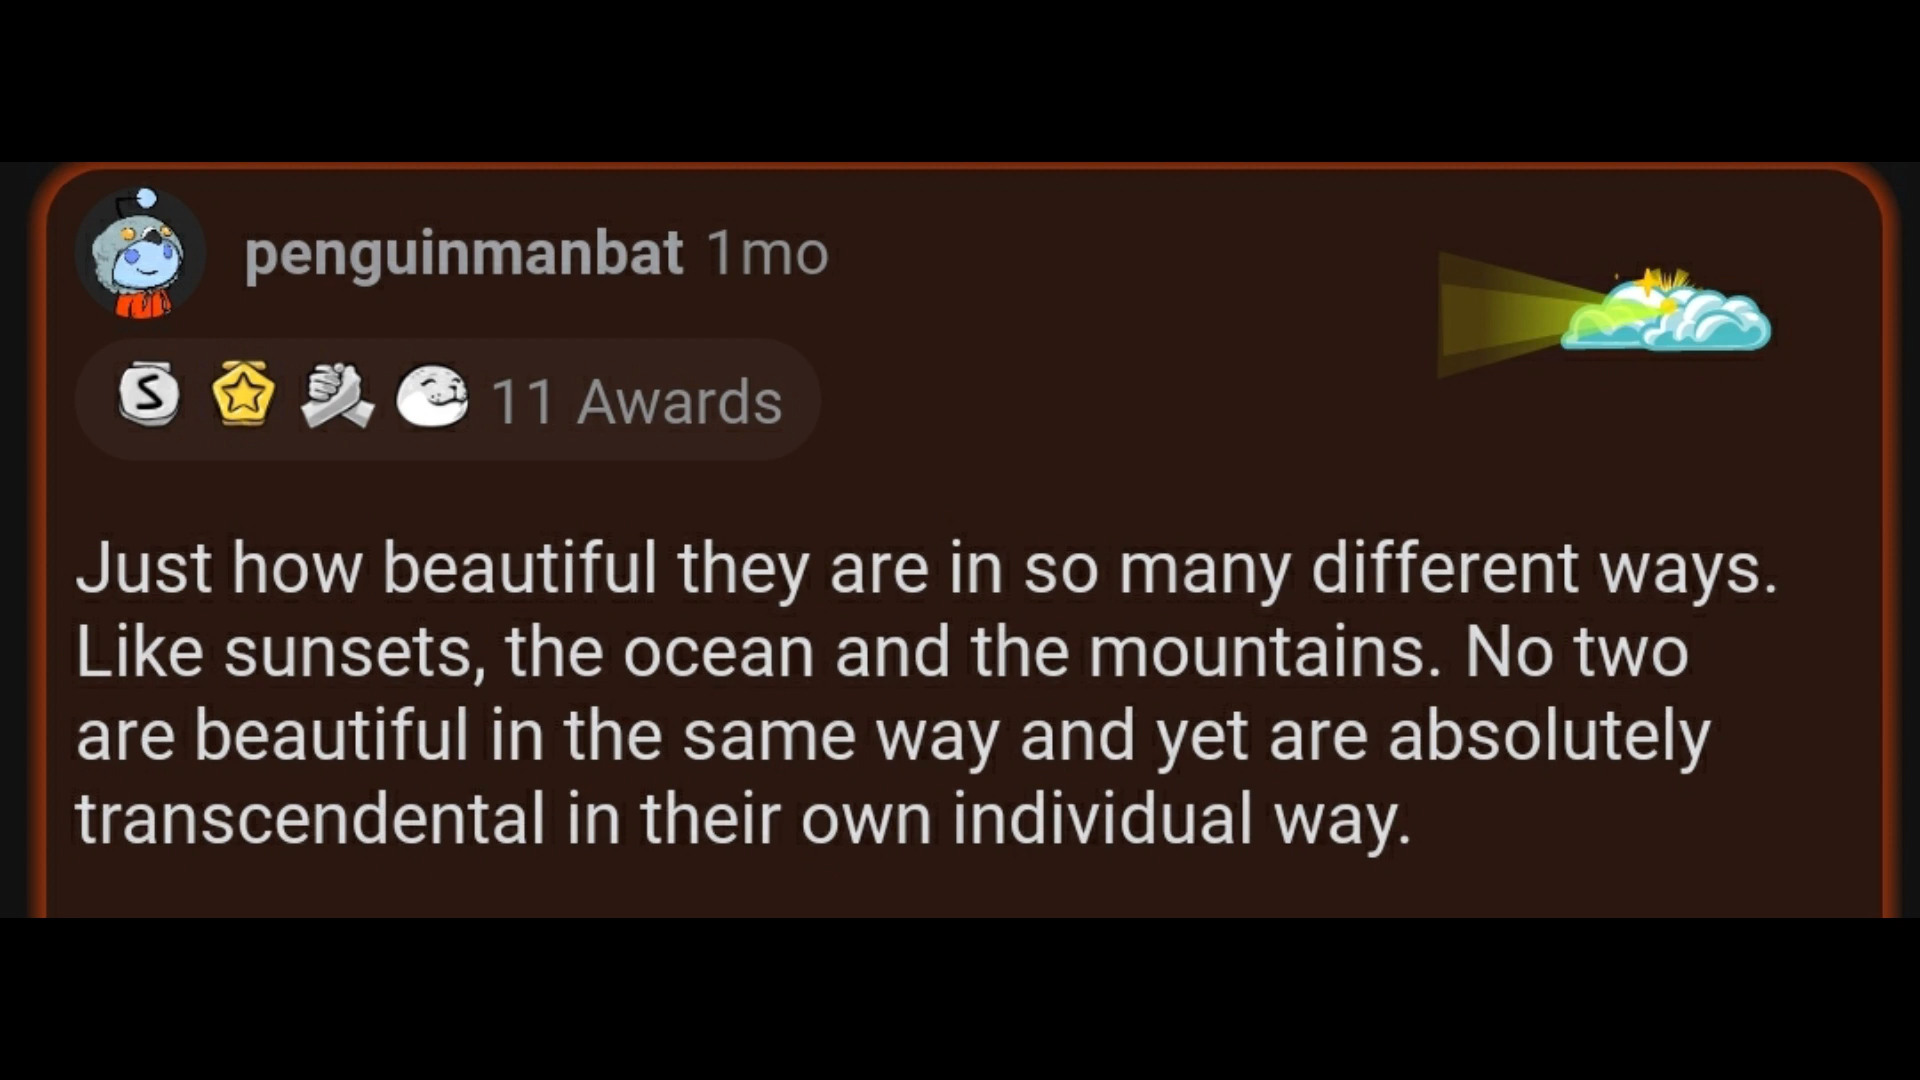 penguinmanbat 1mo
S 11 Awards
Just how beautiful they are in so many different ways.
Like sunsets, the ocean and the mountains. No two
are beautiful in the same way and yet are absolutely
transcendental in their own individual way.